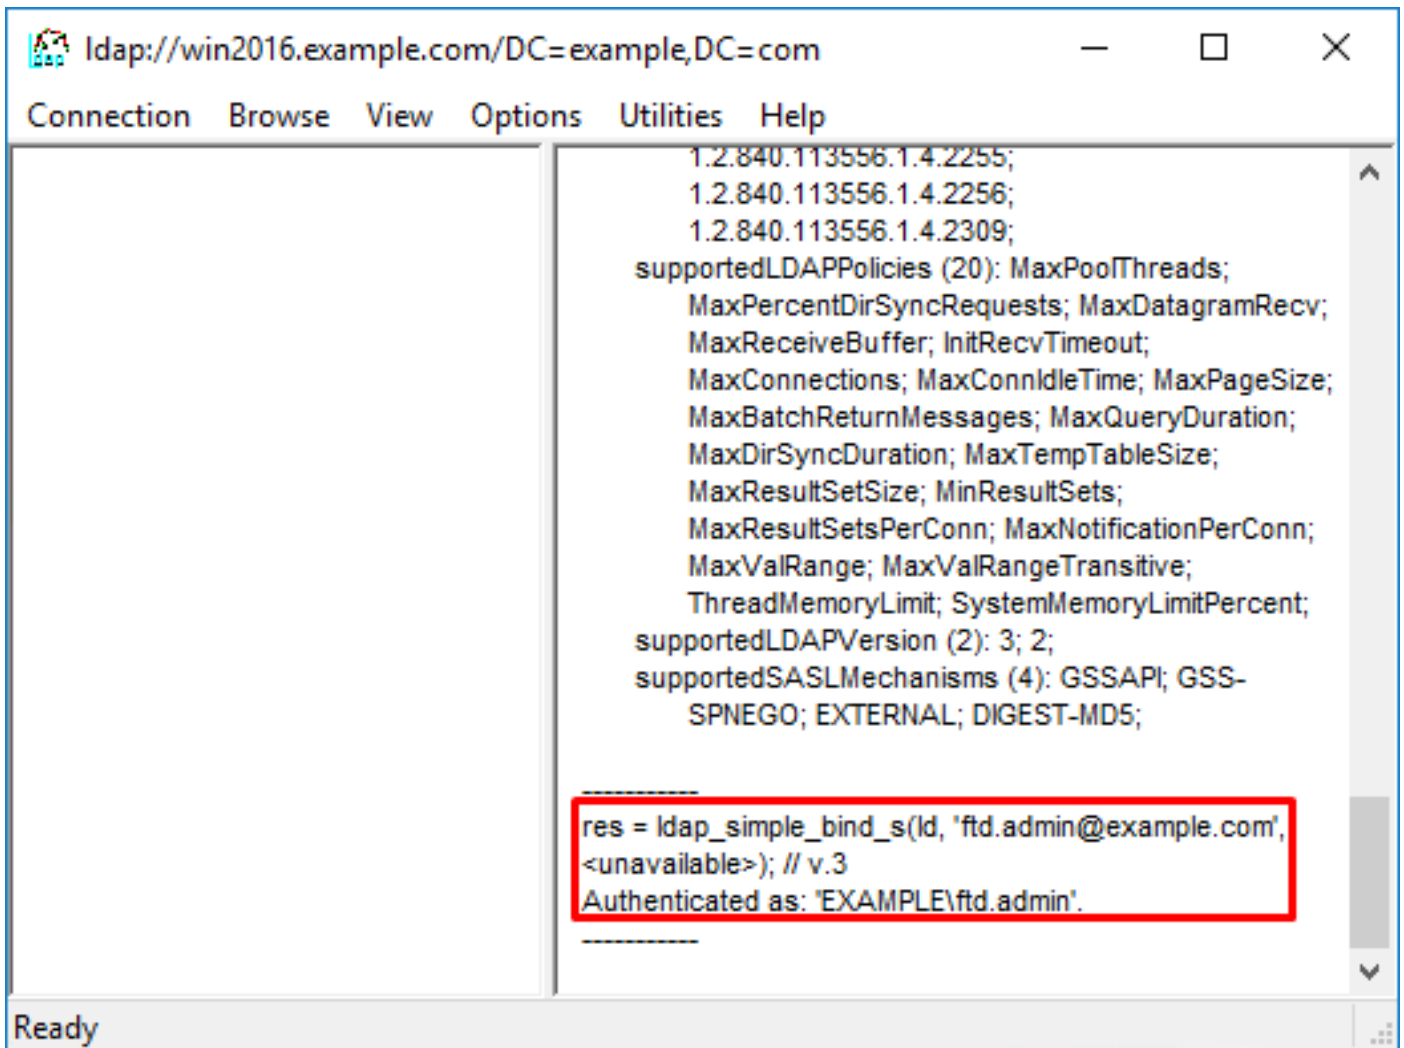 ldap://win2016.example.com/DC=example,DC=com
Connection Browse View Options Utilities Help
1.2.840.113556.1.4.2255;
1.2.840.113556.1.4.2256;
1.2.840.113556.1.4.2309;
supportedLDAPPolicies (20): MaxPoolThreads;
MaxPercentDirSyncRequests; MaxDatagramRecv;
MaxReceiveBuffer; InitRecvTimeout;
MaxConnections; MaxConnIdleTime; MaxPageSize;
MaxBatchReturnMessages; MaxQueryDuration;
MaxDirSyncDuration; MaxTempTableSize;
MaxResultSetSize; MinResultSets;
MaxResultSetsPerConn; MaxNotificationPerConn;
MaxValRange; MaxValRangeTransitive;
ThreadMemoryLimit; SystemMemoryLimitPercent;
supportedLDAPVersion (2): 3; 2;
supportedSASLMechanisms (4): GSSAPI; GSS-
SPNEGO; EXTERNAL; DIGEST-MD5;
-----------
res = ldap_simple_bind_s(ld, 'ftd.admin@example.com',
<unavailable>); // v.3
Authenticated as: 'EXAMPLE\ftd.admin'.
-----------
Ready